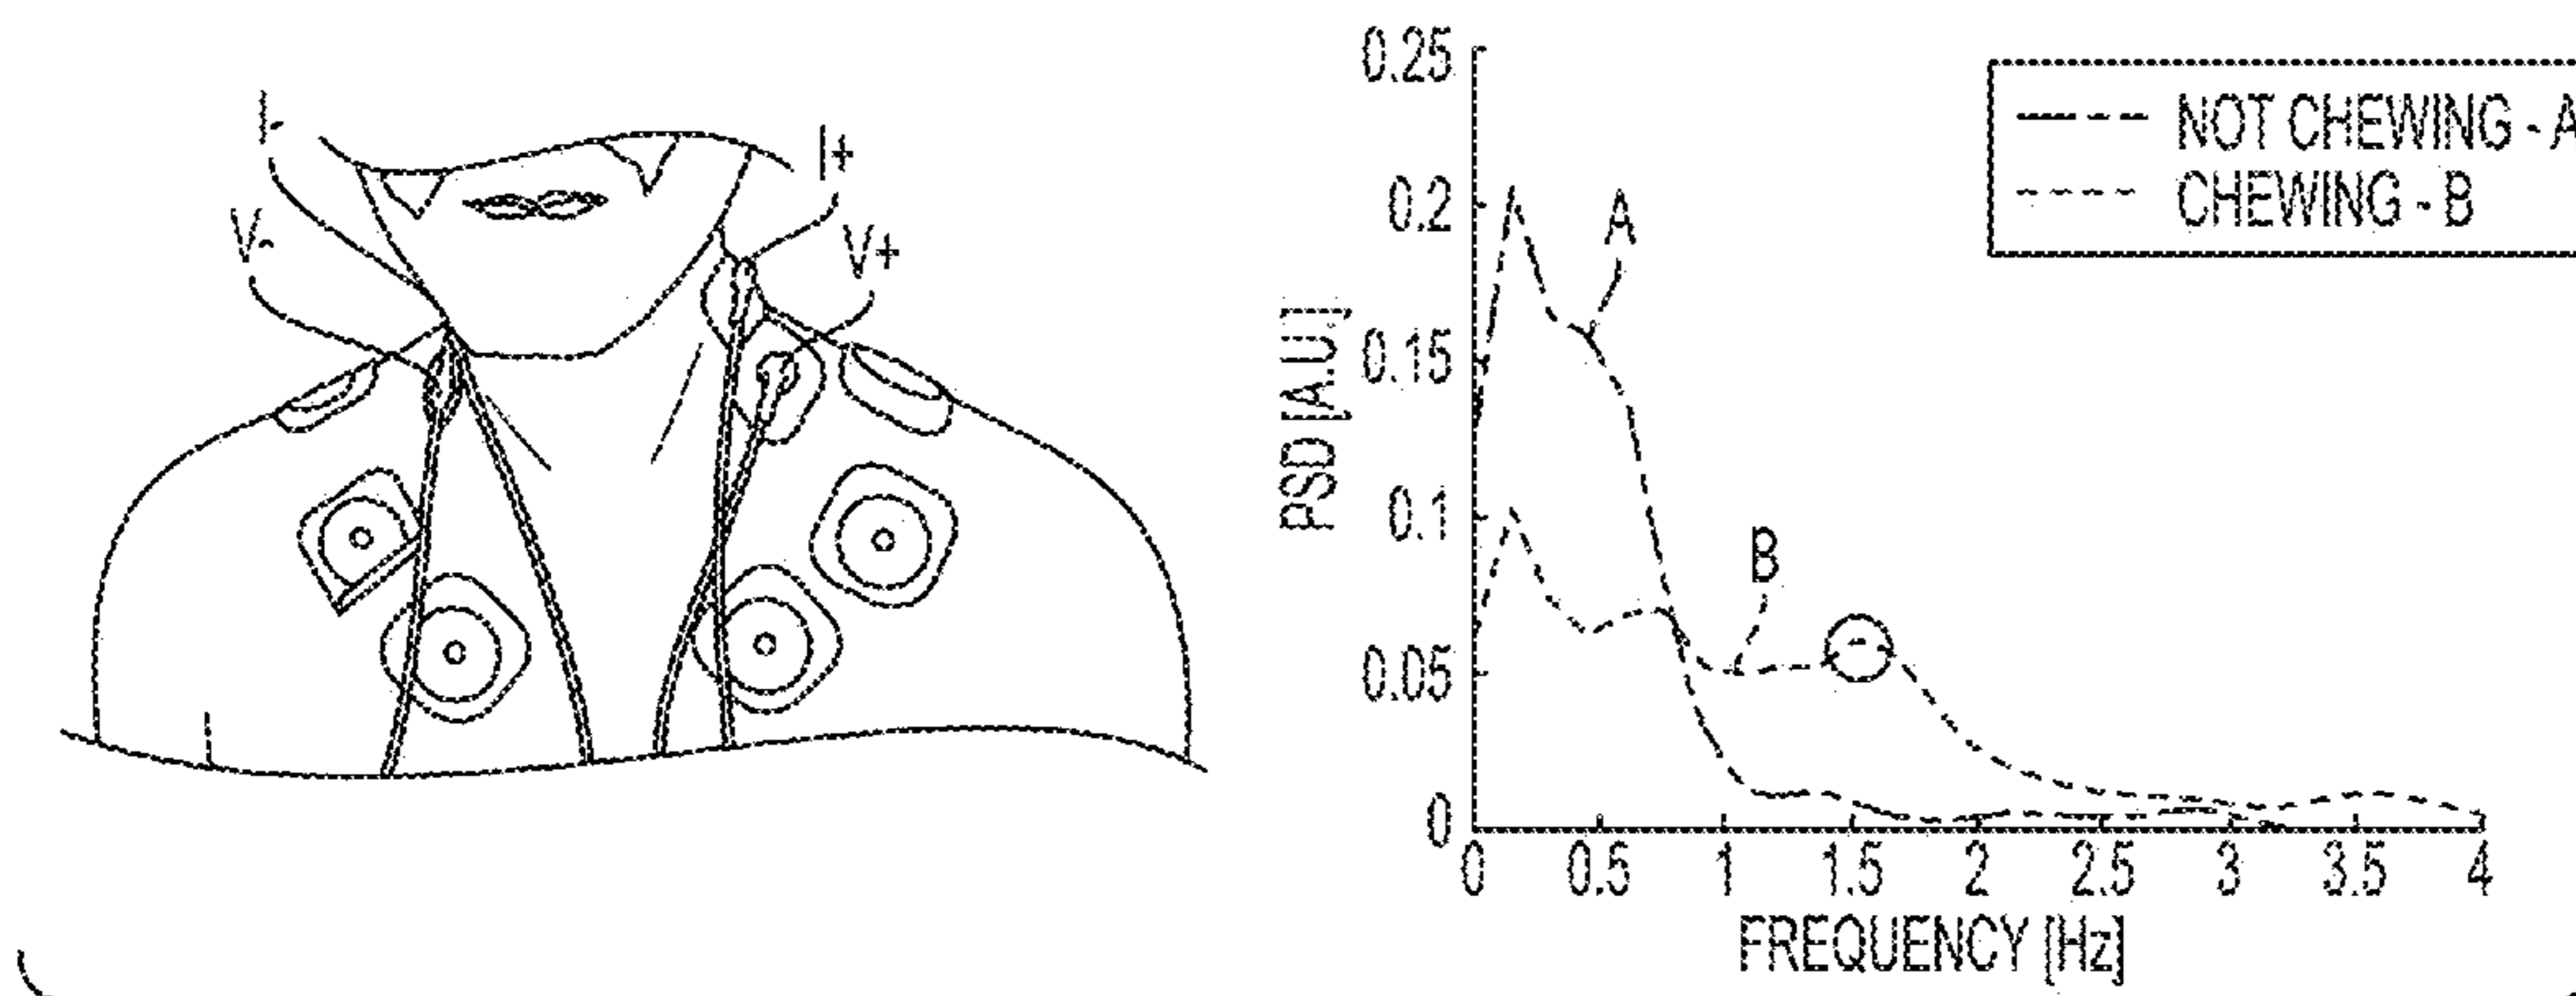 I-
V-
I+
V+
0.25
0.2
0.15
0.1
0.05
0
PSD [A.U.]
A
B
NOT CHEWING - A
CHEWING - B
0 0.5 1 1.5 2 2.5 3 3.5 4
FREQUENCY [Hz]